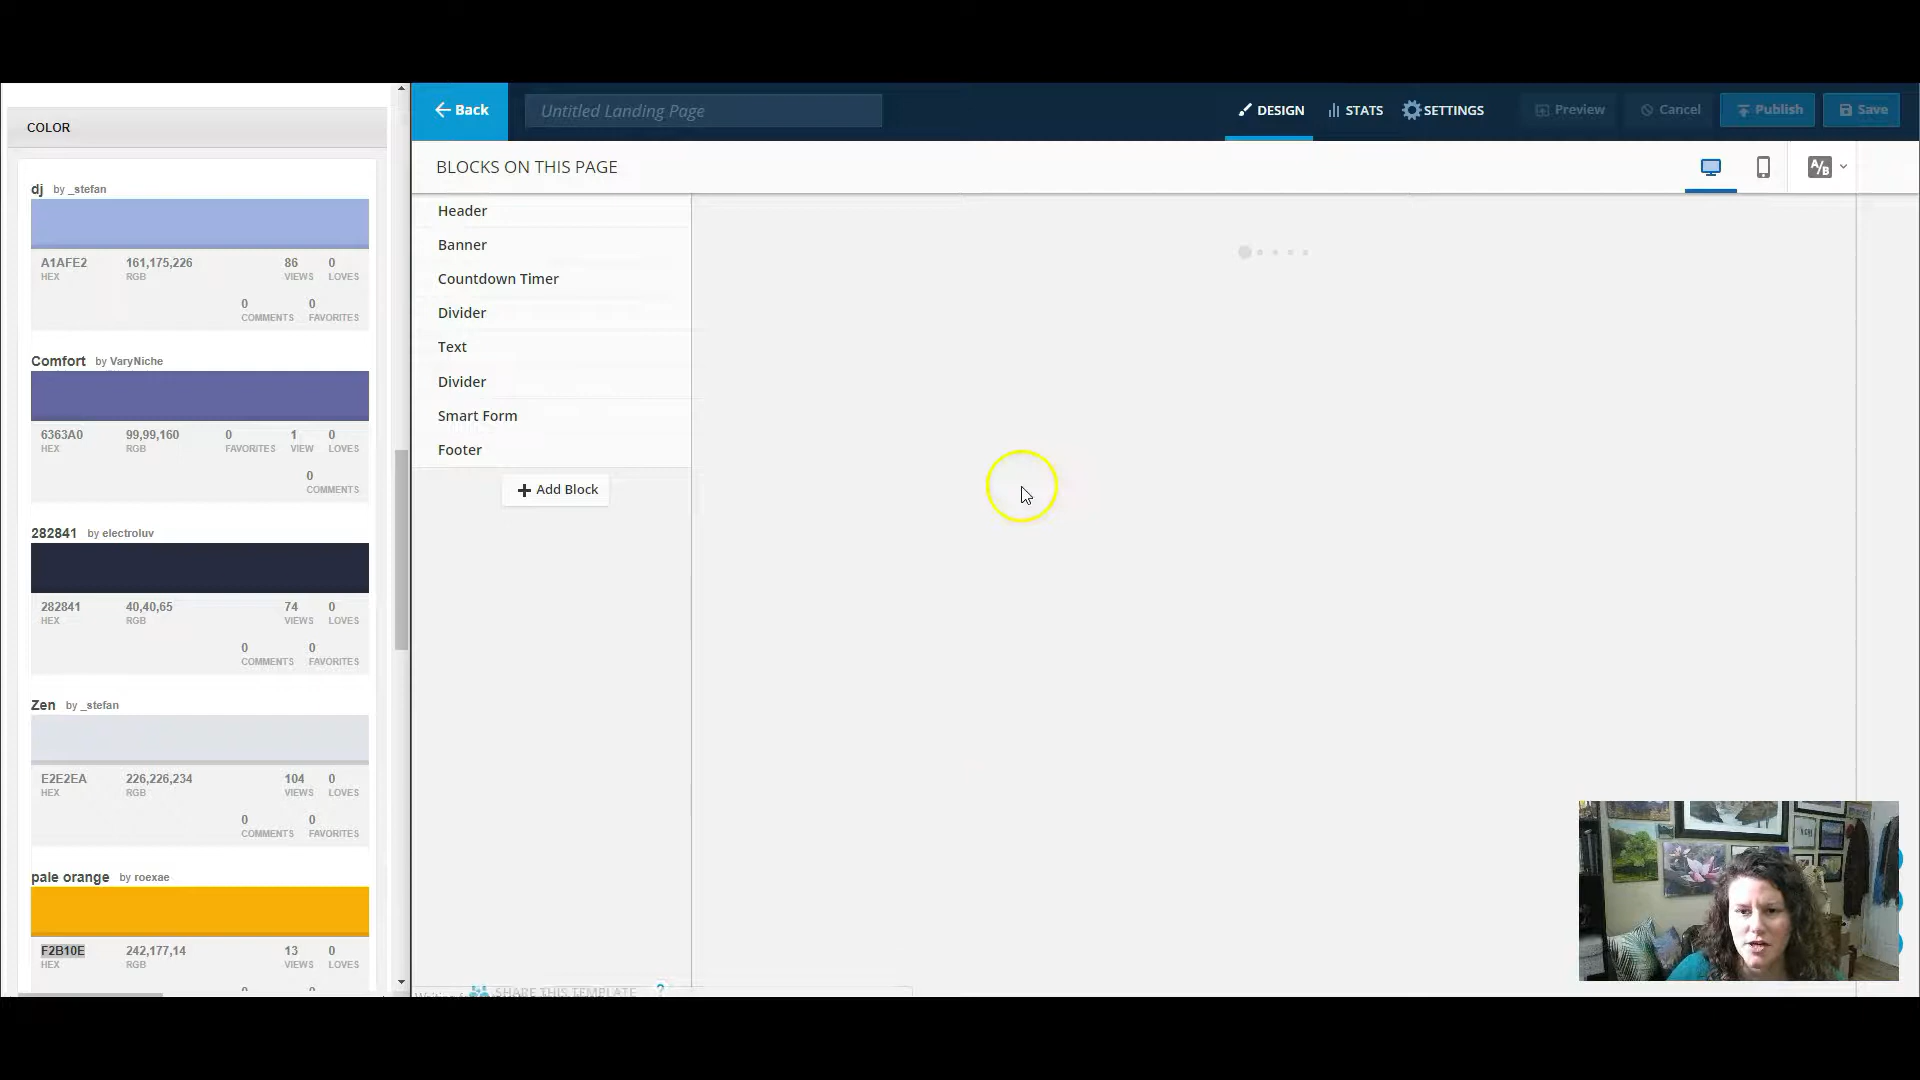 COLOR
dj by _stefan
A1AFE2 161,175,226 86 0
HEX RGB VIEWS LOVES
0 0
COMMENTS FAVORITES
Comfort by VaryNiche
6363A0 99,99,160 0 1 0
HEX RGB FAVORITES VIEW LOVES
0
COMMENTS
282841 by electroluv
282841 40,40,65 74 0
HEX RGB VIEWS LOVES
0 0
COMMENTS FAVORITES
Zen by _stefan
E2E2EA 226,226,234 104 0
HEX RGB VIEWS LOVES
0 0
COMMENTS FAVORITES
pale orange by roexae
F2B10E 242,177,14 13 0
HEX RGB VIEWS LOVES
Back Untitled Landing Page DESIGN STATS SETTINGS Preview Cancel Publish Save
BLOCKS ON THIS PAGE A/B
Header
Banner
Countdown Timer
Divider
Text
Divider
Smart Form
Footer
+ Add Block
SHARE THIS TEMPLATE ?